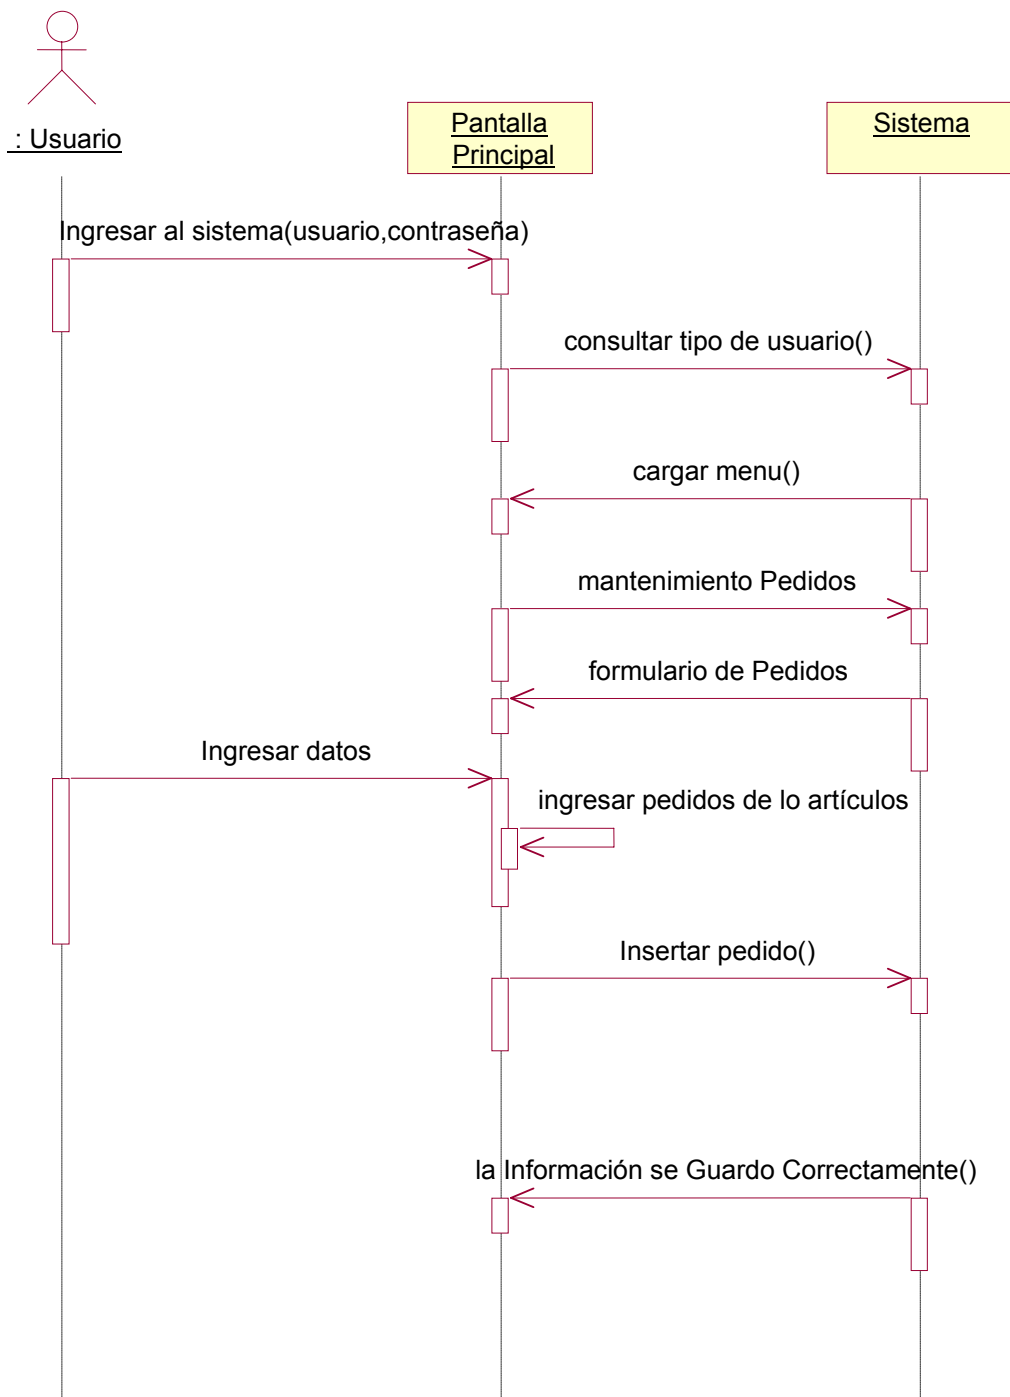 : Usuario
Pantalla
Principal
Sistema
Ingresar al sistema(usuario,contraseña)
consultar tipo de usuario()
cargar menu()
mantenimiento Pedidos
formulario de Pedidos
Ingresar datos
ingresar pedidos de lo artículos
Insertar pedido()
la Información se Guardo Correctamente()